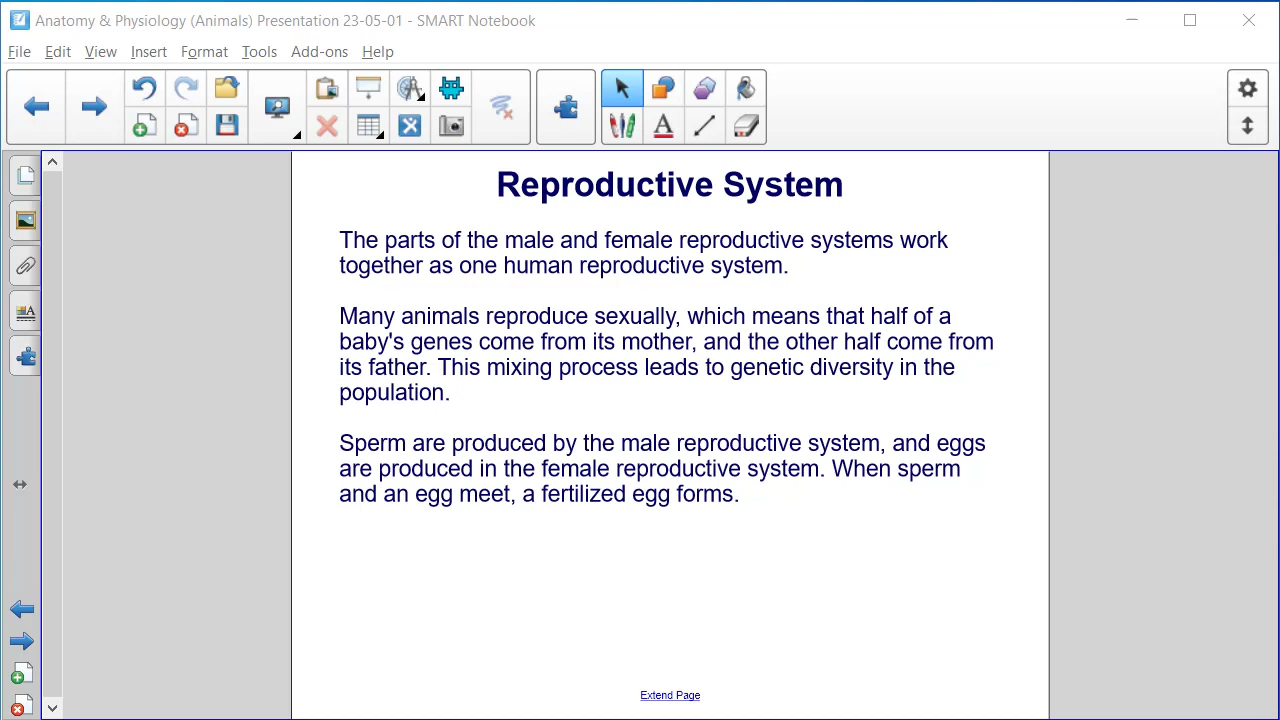 Anatomy & Physiology (Animals) Presentation 23-05-01 - SMART Notebook
File Edit View Insert Format Tools Add-ons Help
Reproductive System
The parts of the male and female reproductive systems work
together as one human reproductive system.
Many animals reproduce sexually, which means that half of a
baby's genes come from its mother, and the other half come from
its father. This mixing process leads to genetic diversity in the
population.
Sperm are produced by the male reproductive system, and eggs
are produced in the female reproductive system. When sperm
and an egg meet, a fertilized egg forms.
Extend Page